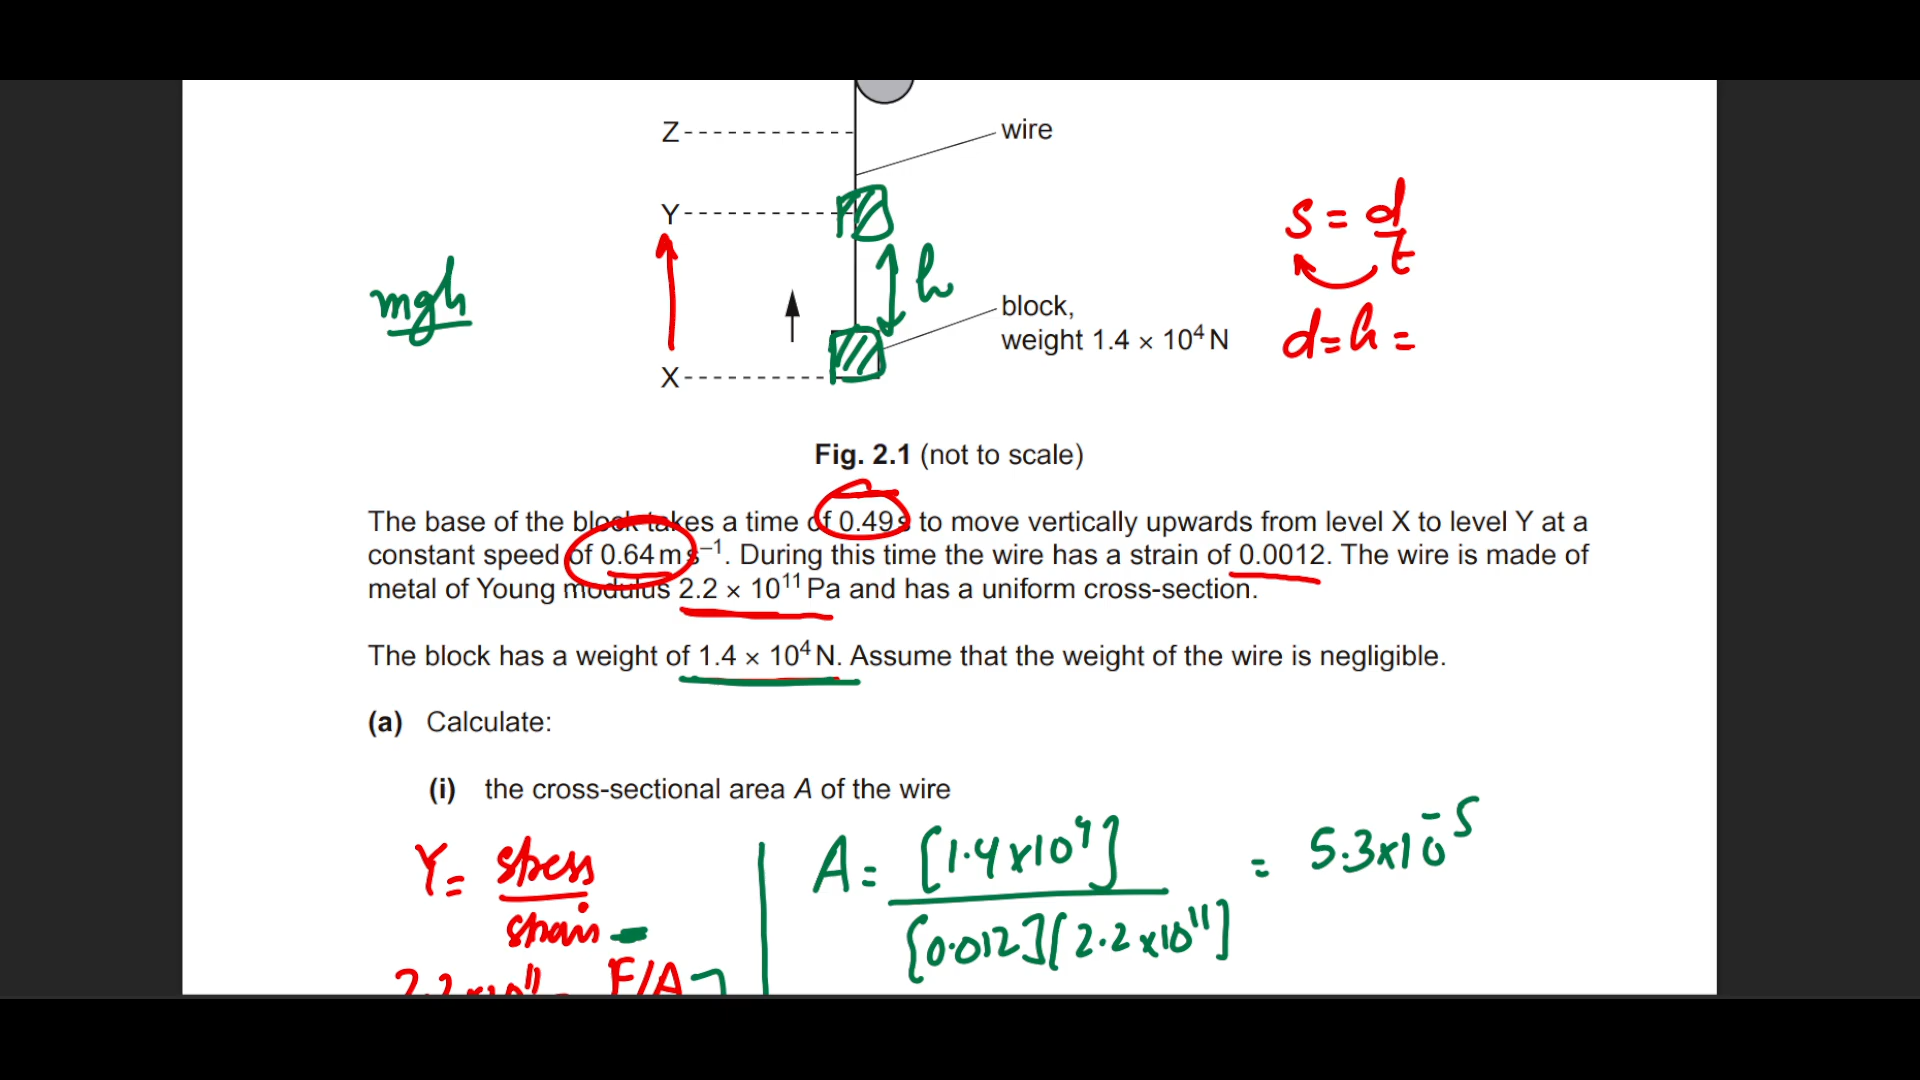 Z
wire
Y
s = d/t
h
mgh
block,
weight 1.4 × 10⁴ N
d = h =
X
Fig. 2.1 (not to scale)
The base of the block takes a time of 0.49 s to move vertically upwards from level X to level Y at a
constant speed of 0.64 m s⁻¹. During this time the wire has a strain of 0.0012. The wire is made of
metal of Young modulus 2.2 × 10¹¹ Pa and has a uniform cross-section.
The block has a weight of 1.4 × 10⁴ N. Assume that the weight of the wire is negligible.
(a) Calculate:
(i) the cross-sectional area A of the wire
Y = stress/strain
A = [1.4 × 10⁴] / [0.012][2.2 × 10¹¹] = 5.3 × 10⁻⁵
2.2 × 10¹¹ = F/A